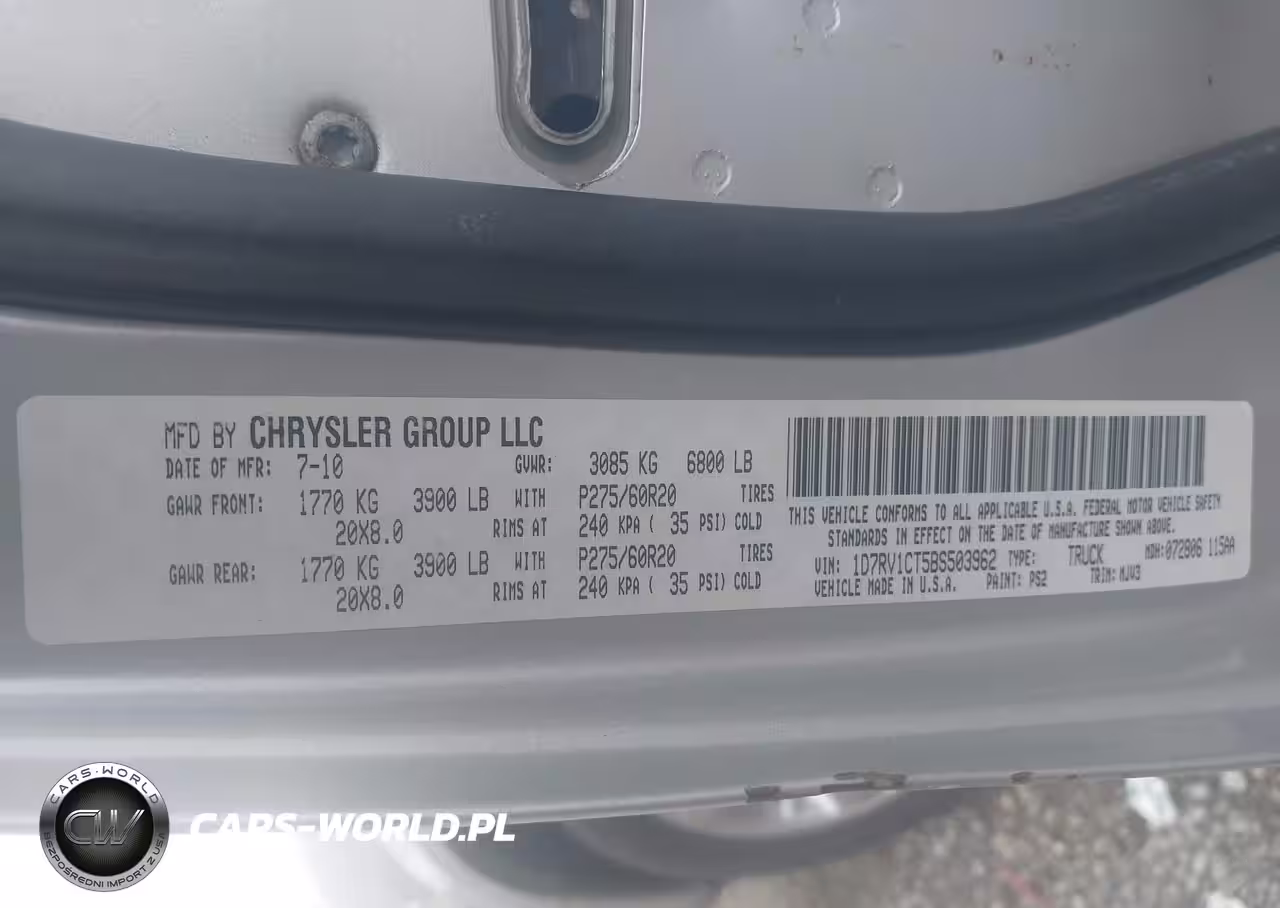 MFD BY CHRYSLER GROUP LLC
DATE OF MFR: 7-10 GVWR: 3085 KG 6800 LB
GAWR FRONT: 1770 KG 3900 LB WITH P275/60R20 TIRES
20X8.0 RIMS AT 240 KPA ( 35 PSI) COLD
GAWR REAR: 1770 KG 3900 LB WITH P275/60R20 TIRES
20X8.0 RIMS AT 240 KPA ( 35 PSI) COLD
THIS VEHICLE CONFORMS TO ALL APPLICABLE U.S.A. FEDERAL MOTOR VEHICLE SAFETY
STANDARDS IN EFFECT ON THE DATE OF MANUFACTURE SHOWN ABOVE.
VIN: 1D7RV1CT5BS503962 TYPE: TRUCK MDH: 072806 115AA
VEHICLE MADE IN U.S.A. PAINT: PS2 TRIM: MJV3
CARS-WORLD
CW
BEZPOŚREDNI IMPORT Z USA
CARS-WORLD.PL